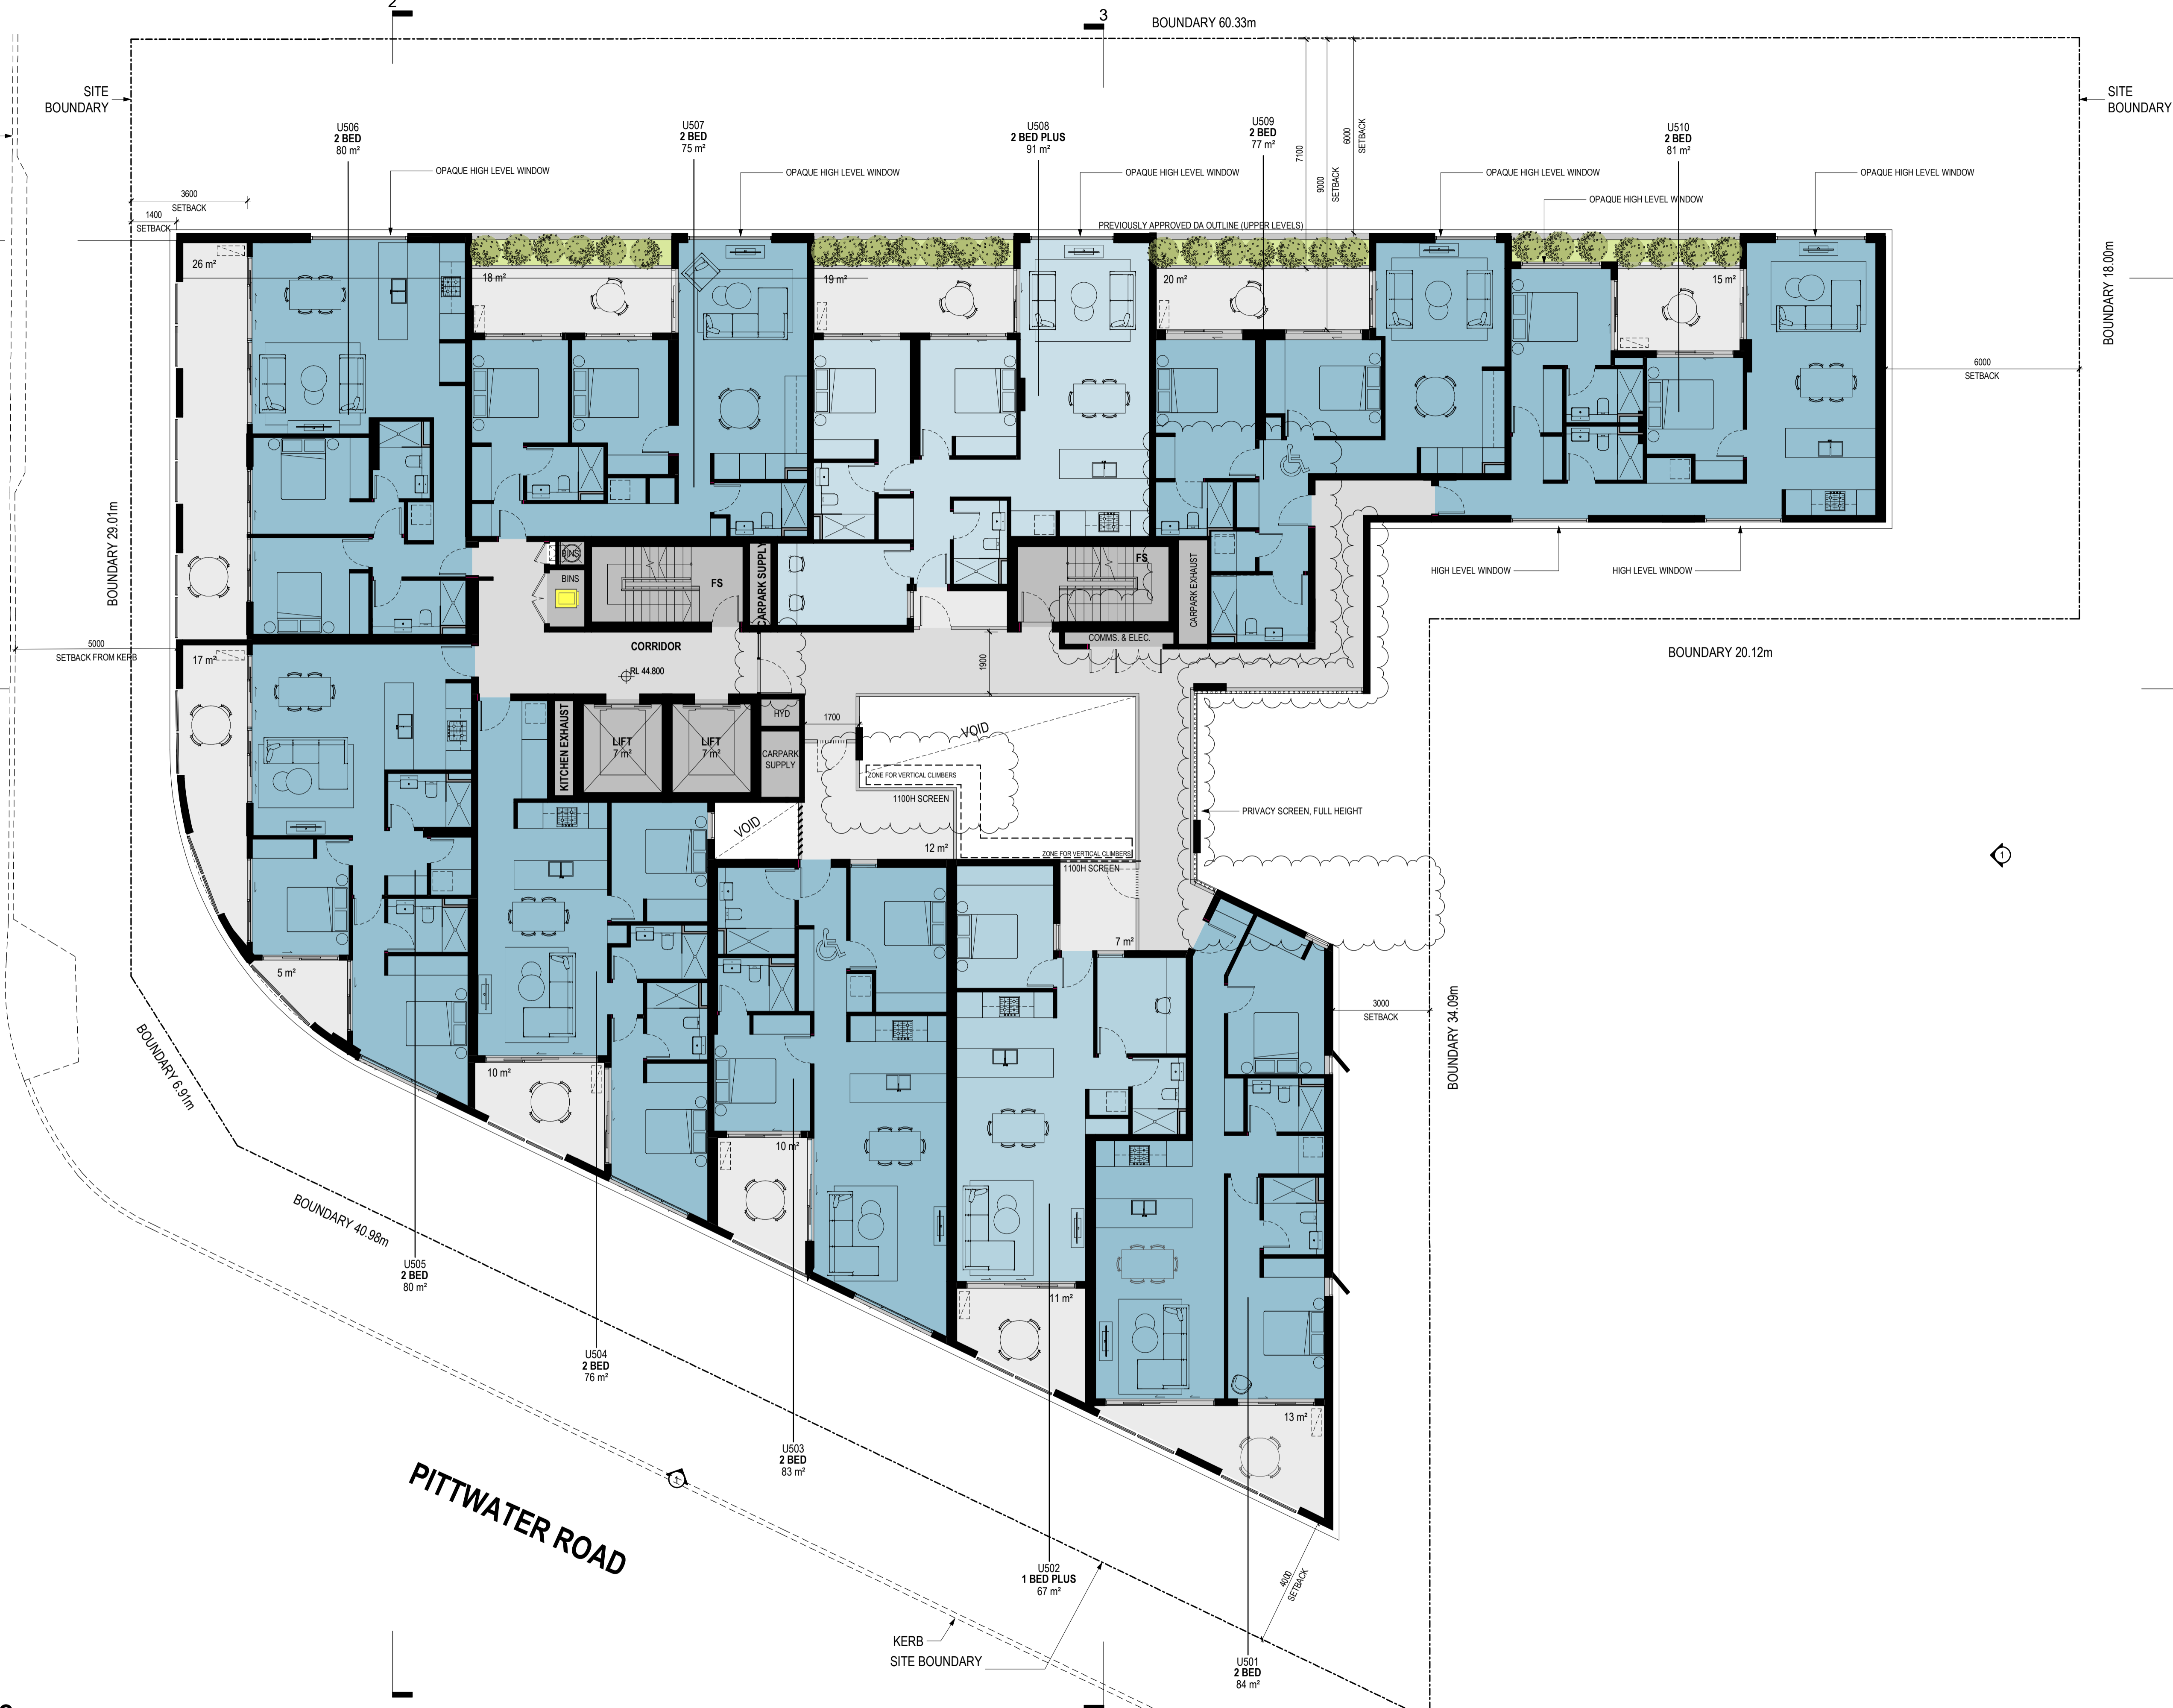 2
3
BOUNDARY 60.33m
SITE
BOUNDARY
SITE
BOUNDARY
U506
2 BED
80 m²
U507
2 BED
75 m²
U508
2 BED PLUS
91 m²
U509
2 BED
77 m²
U510
2 BED
81 m²
7100
9000
SETBACK
6000
SETBACK
OPAQUE HIGH LEVEL WINDOW
OPAQUE HIGH LEVEL WINDOW
OPAQUE HIGH LEVEL WINDOW
OPAQUE HIGH LEVEL WINDOW
OPAQUE HIGH LEVEL WINDOW
OPAQUE HIGH LEVEL WINDOW
3600
SETBACK
1400
SETBACK
PREVIOUSLY APPROVED DA OUTLINE (UPPER LEVELS)
26 m²
18 m²
19 m²
20 m²
15 m²
BOUNDARY 18.00m
6000
SETBACK
BOUNDARY 29.01m
BINS
BINS
FS
CARPARK SUPPLY
FS
CARPARK EXHAUST
HIGH LEVEL WINDOW
HIGH LEVEL WINDOW
5000
SETBACK FROM KERB
17 m²
CORRIDOR
RL 44.800
1900
COMMS. & ELEC.
BOUNDARY 20.12m
KITCHEN EXHAUST
LIFT
7 m²
LIFT
7 m²
HYD
CARPARK
SUPPLY
1700
VOID
ZONE FOR VERTICAL CLIMBERS
1100H SCREEN
PRIVACY SCREEN, FULL HEIGHT
VOID
12 m²
ZONE FOR VERTICAL CLIMBERS
1100H SCREEN
1
7 m²
5 m²
3000
SETBACK
BOUNDARY 34.09m
BOUNDARY 6.91m
10 m²
10 m²
BOUNDARY 40.98m
U505
2 BED
80 m²
11 m²
U504
2 BED
76 m²
13 m²
U503
2 BED
83 m²
1
PITTWATER ROAD
U502
1 BED PLUS
67 m²
4000
SETBACK
KERB
SITE BOUNDARY
U501
2 BED
84 m²